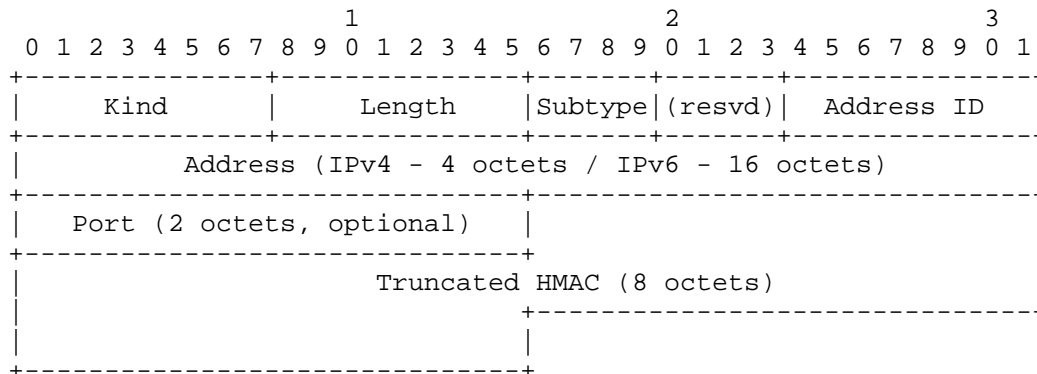 1                   2                   3
 0 1 2 3 4 5 6 7 8 9 0 1 2 3 4 5 6 7 8 9 0 1 2 3 4 5 6 7 8 9 0 1
+---------------+---------------+-------+-------+---------------
|     Kind      |     Length    |Subtype|(resvd)|  Address ID
+---------------+---------------+-------+-------+---------------
|          Address (IPv4 - 4 octets / IPv6 - 16 octets)
+-------------------------------+-------------------------------
|   Port (2 octets, optional)   |
+-------------------------------+
|                      Truncated HMAC (8 octets)
|                               +-------------------------------
|                               |
+-------------------------------+